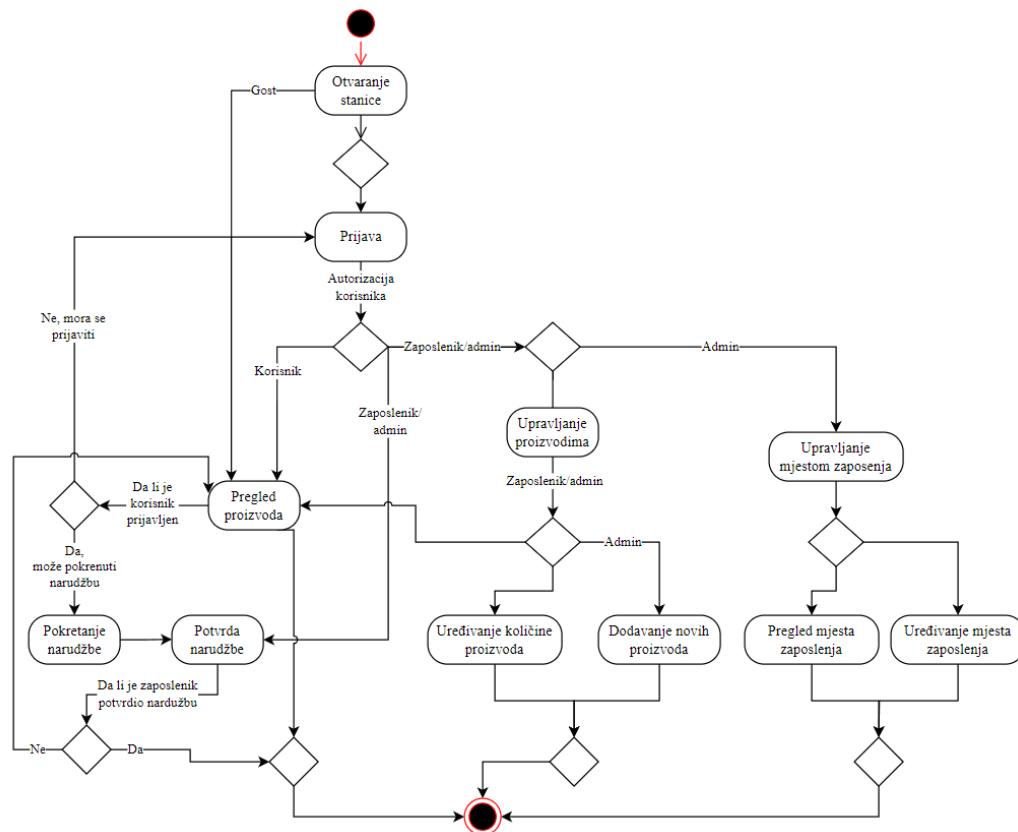 Otvaranje
stanice
Gost
Prijava
Autorizacija
korisnika
Ne, mora se
prijaviti
Zaposlenik/admin
Admin
Korisnik
Zaposlenik/
admin
Upravljanje
proizvodima
Upravljanje
mjestom zaposenja
Zaposlenik/admin
Da li je
korisnik
prijavljen
Pregled
proizvoda
Admin
Da,
može pokrenuti
narudžbu
Pokretanje
narudžbe
Potvrda
narudžbe
Uređivanje količine
proizvoda
Dodavanje novih
proizvoda
Pregled mjesta
zaposlenja
Uređivanje mjesta
zaposlenja
Da li je zaposlenik
potvrdio nardužbu
Ne
Da